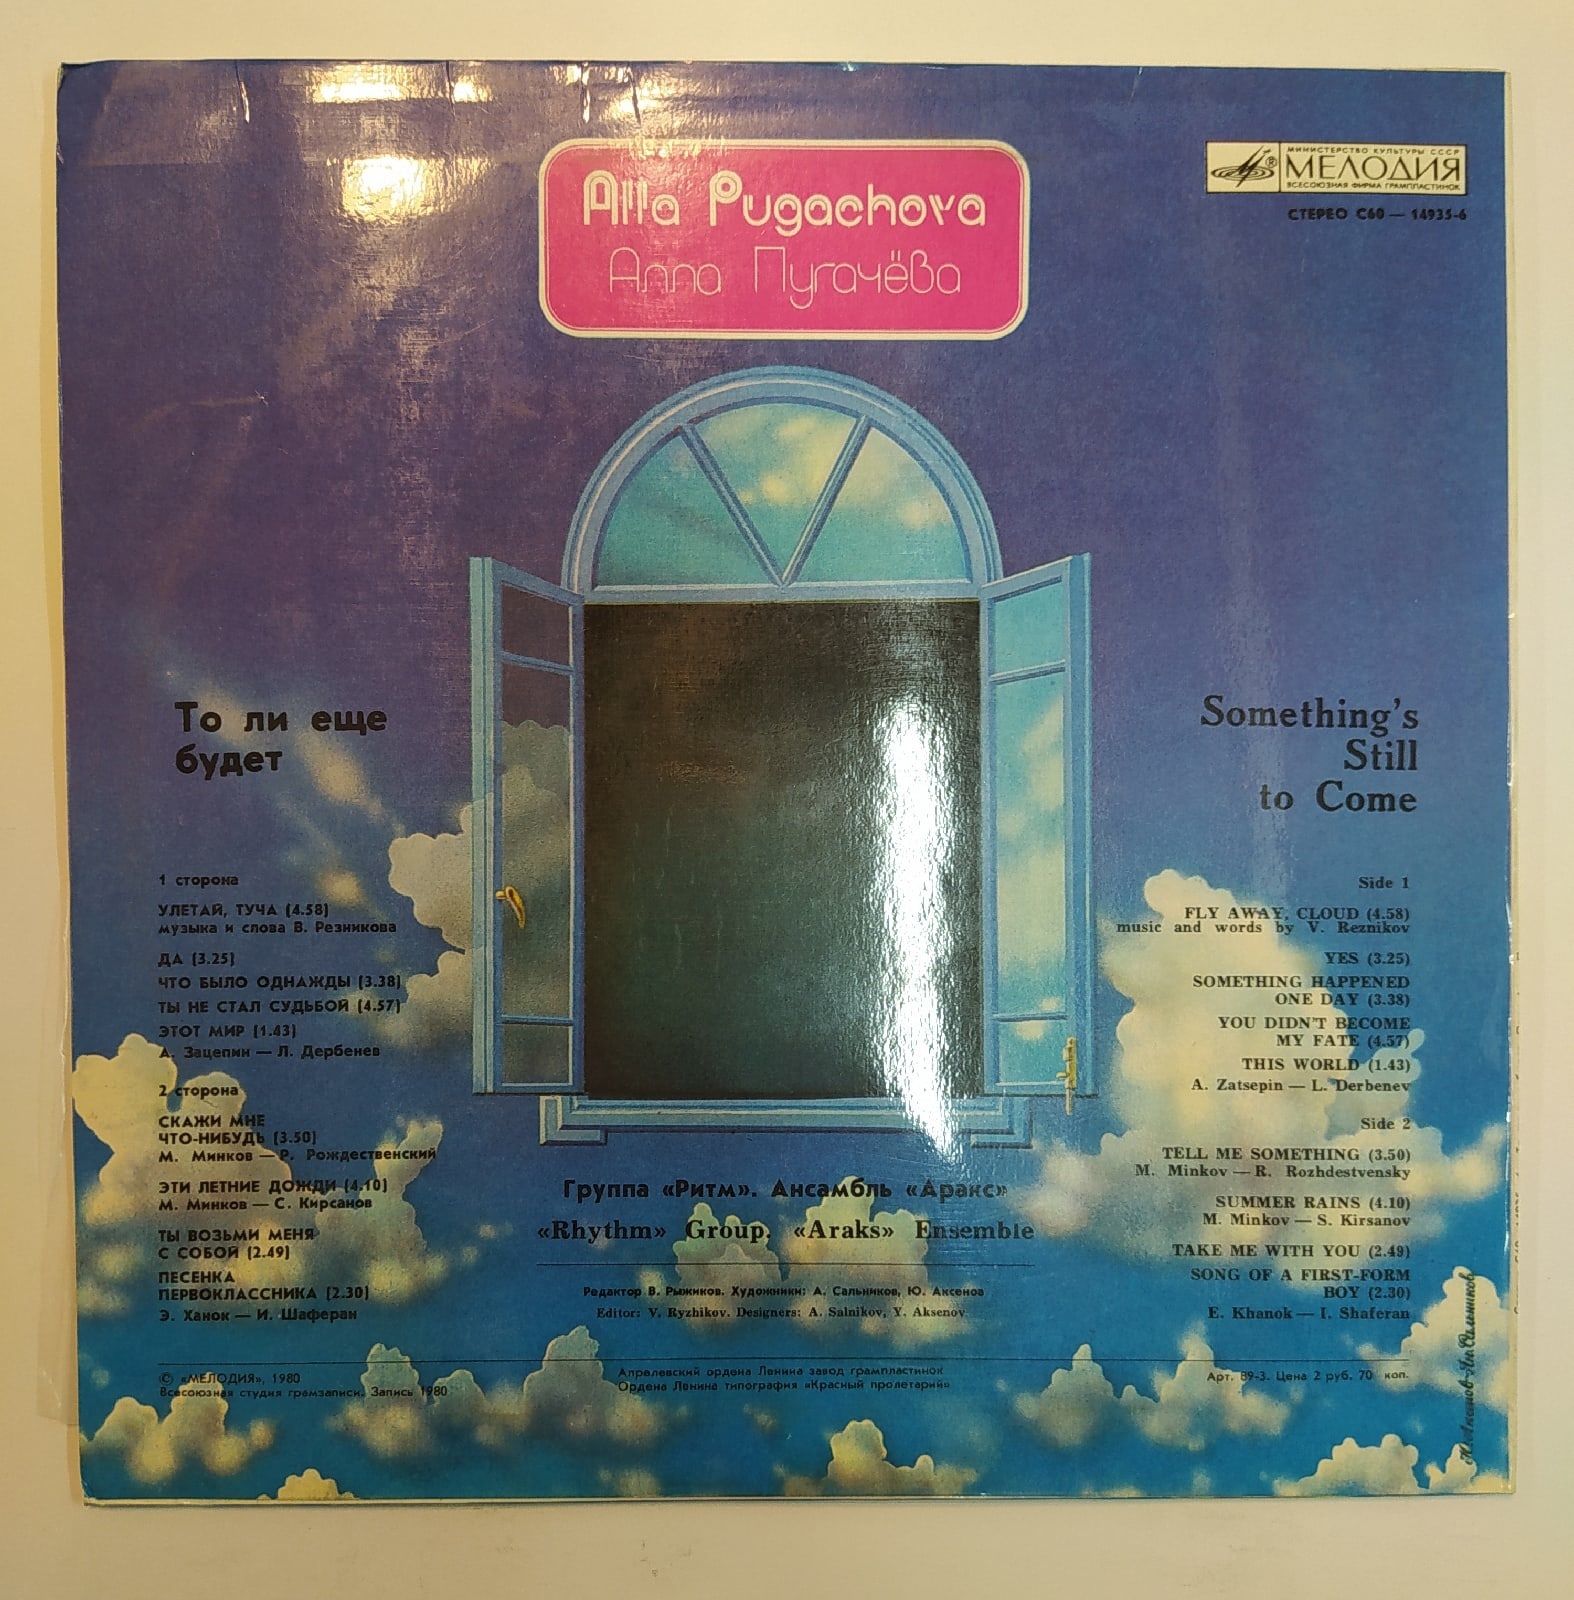 Alla Pugachova
Алла Пугачёва
МИНИСТЕРСТВО КУЛЬТУРЫ СССР
МЕЛОДИЯ
ВСЕСОЮЗНАЯ ФИРМА ГРАМПЛАСТИНОК
СТЕРЕО С60 — 14935-6
То ли еще
будет
1 сторона
УЛЕТАЙ, ТУЧА (4.58)
музыка и слова В. Резникова
ДА (3.25)
ЧТО БЫЛО ОДНАЖДЫ (3.38)
ТЫ НЕ СТАЛ СУДЬБОЙ (4.57)
ЭТОТ МИР (1.43)
А. Зацепин — Л. Дербенев
2 сторона
СКАЖИ МНЕ
ЧТО-НИБУДЬ (3.50)
М. Минков — Р. Рождественский
ЭТИ ЛЕТНИЕ ДОЖДИ (4.10)
М. Минков — С. Кирсанов
ТЫ ВОЗЬМИ МЕНЯ
С СОБОЙ (2.49)
ПЕСЕНКА
ПЕРВОКЛАССНИКА (2.30)
Э. Ханок — И. Шаферан
Something's
Still
to Come
Side 1
FLY AWAY, CLOUD (4.58)
music and words by V. Reznikov
YES (3.25)
SOMETHING HAPPENED
ONE DAY (3.38)
YOU DIDN'T BECOME
MY FATE (4.57)
THIS WORLD (1.43)
A. Zatsepin — L. Derbenev
Side 2
TELL ME SOMETHING (3.50)
M. Minkov — R. Rozhdestvensky
SUMMER RAINS (4.10)
M. Minkov — S. Kirsanov
TAKE ME WITH YOU (2.49)
SONG OF A FIRST-FORM
BOY (2.30)
E. Khanok — I. Shaferan
Группа «Ритм». Ансамбль «Аракс»
«Rhythm» Group. «Araks» Ensemble
Редактор В. Рыжиков. Художники: А. Сальников, Ю. Аксенов
Editor: V. Ryzhikov. Designers: A. Salnikov, Y. Aksenov
© «МЕЛОДИЯ», 1980
Всесоюзная студия грамзаписи. Запись 1980
Апрелевский ордена Ленина завод грампластинок
Ордена Ленина типография «Красный пролетарий»
Арт. 89-3. Цена 2 руб. 70 коп.